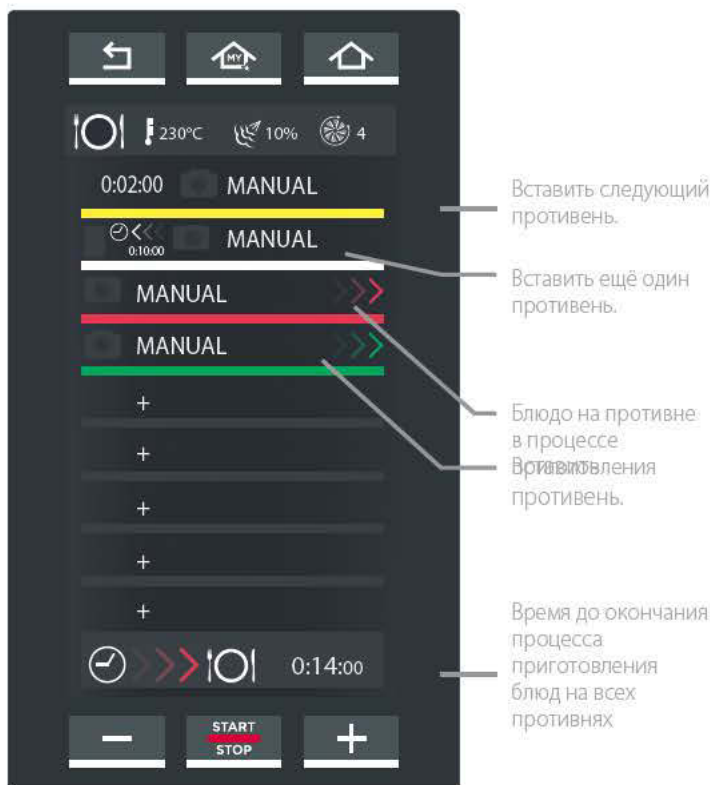 MY
230°C 10% 4
0:02:00 MANUAL
0:10:00 MANUAL
MANUAL
MANUAL
+
+
+
+
+
0:14:00
START
STOP
Вставить следующий
противень.
Вставить ещё один
противень.
Блюдо на противне
в процессе
приготовления
Вставить
противень.
Время до окончания
процесса
приготовления
блюд на всех
противнях